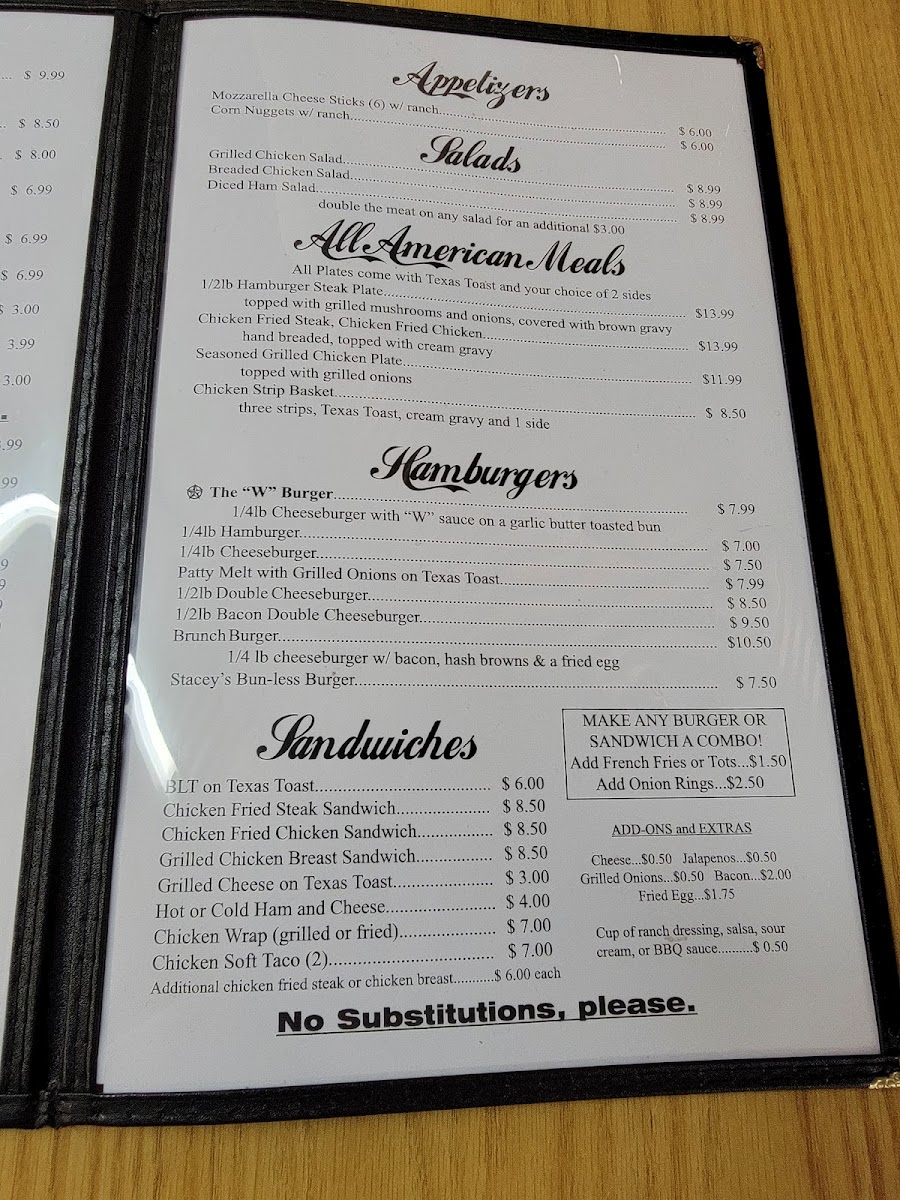 ... $ 9.99
.. $ 8.50
. $ 8.00
$ 6.99
$ 6.99
$ 6.99
$ 3.00
3.99
3.00
.99
99
9
9
Appetizers
Mozzarella Cheese Sticks (6) w/ ranch........ $ 6.00
Corn Nuggets w/ ranch........ $ 6.00
Salads
Grilled Chicken Salad........ $ 8.99
Breaded Chicken Salad........ $ 8.99
Diced Ham Salad........ $ 8.99
double the meat on any salad for an additional $3.00
All American Meals
All Plates come with Texas Toast and your choice of 2 sides
1/2lb Hamburger Steak Plate........ $13.99
topped with grilled mushrooms and onions, covered with brown gravy
Chicken Fried Steak, Chicken Fried Chicken........ $13.99
hand breaded, topped with cream gravy
Seasoned Grilled Chicken Plate........ $11.99
topped with grilled onions
Chicken Strip Basket........ $ 8.50
three strips, Texas Toast, cream gravy and 1 side
Hamburgers
The “W” Burger........ $ 7.99
1/4lb Cheeseburger with “W” sauce on a garlic butter toasted bun
1/4lb Hamburger........ $ 7.00
1/4lb Cheeseburger........ $ 7.50
Patty Melt with Grilled Onions on Texas Toast........ $ 7.99
1/2lb Double Cheeseburger........ $ 8.50
1/2lb Bacon Double Cheeseburger........ $ 9.50
Brunch Burger........ $10.50
1/4 lb cheeseburger w/ bacon, hash browns & a fried egg
Stacey's Bun-less Burger........ $ 7.50
Sandwiches
BLT on Texas Toast........ $ 6.00
Chicken Fried Steak Sandwich........ $ 8.50
Chicken Fried Chicken Sandwich........ $ 8.50
Grilled Chicken Breast Sandwich........ $ 8.50
Grilled Cheese on Texas Toast........ $ 3.00
Hot or Cold Ham and Cheese........ $ 4.00
Chicken Wrap (grilled or fried)........ $ 7.00
Chicken Soft Taco (2)........ $ 7.00
Additional chicken fried steak or chicken breast...........$ 6.00 each
MAKE ANY BURGER OR
SANDWICH A COMBO!
Add French Fries or Tots...$1.50
Add Onion Rings...$2.50
ADD-ONS and EXTRAS
Cheese...$0.50 Jalapenos...$0.50
Grilled Onions...$0.50 Bacon...$2.00
Fried Egg...$1.75
Cup of ranch dressing, salsa, sour
cream, or BBQ sauce..........$ 0.50
No Substitutions, please.